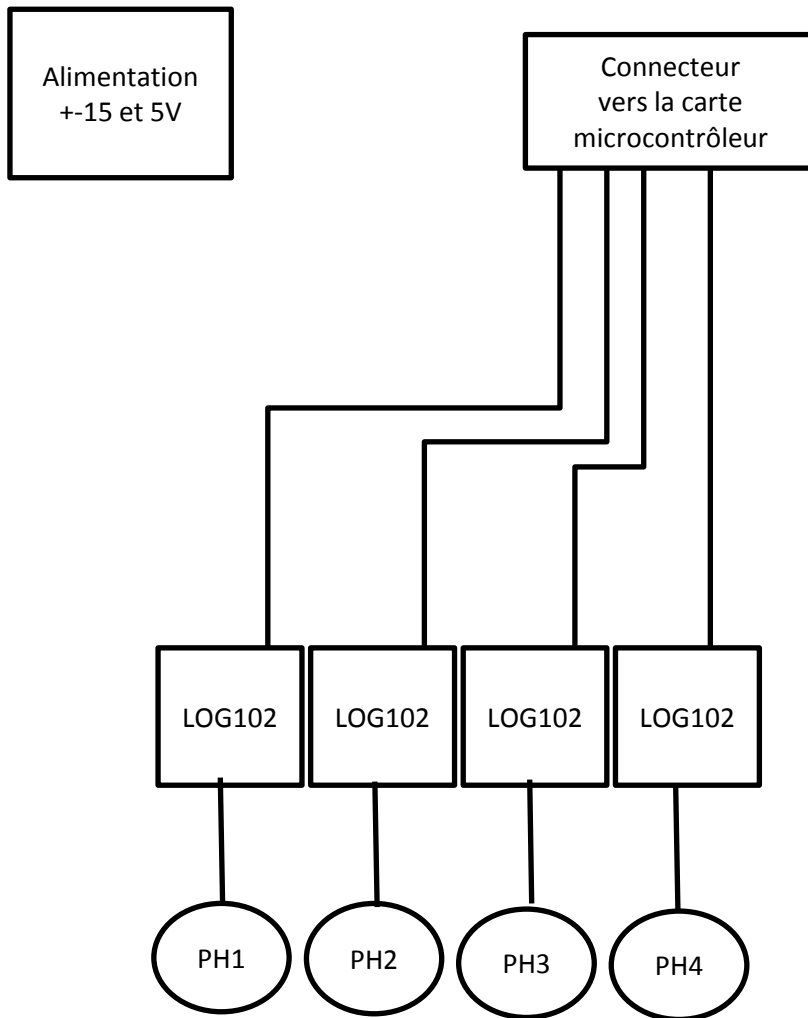 Alimentation
+-15 et 5V
Connecteur
vers la carte
microcontrôleur
LOG102
LOG102
LOG102
LOG102
PH1
PH2
PH3
PH4